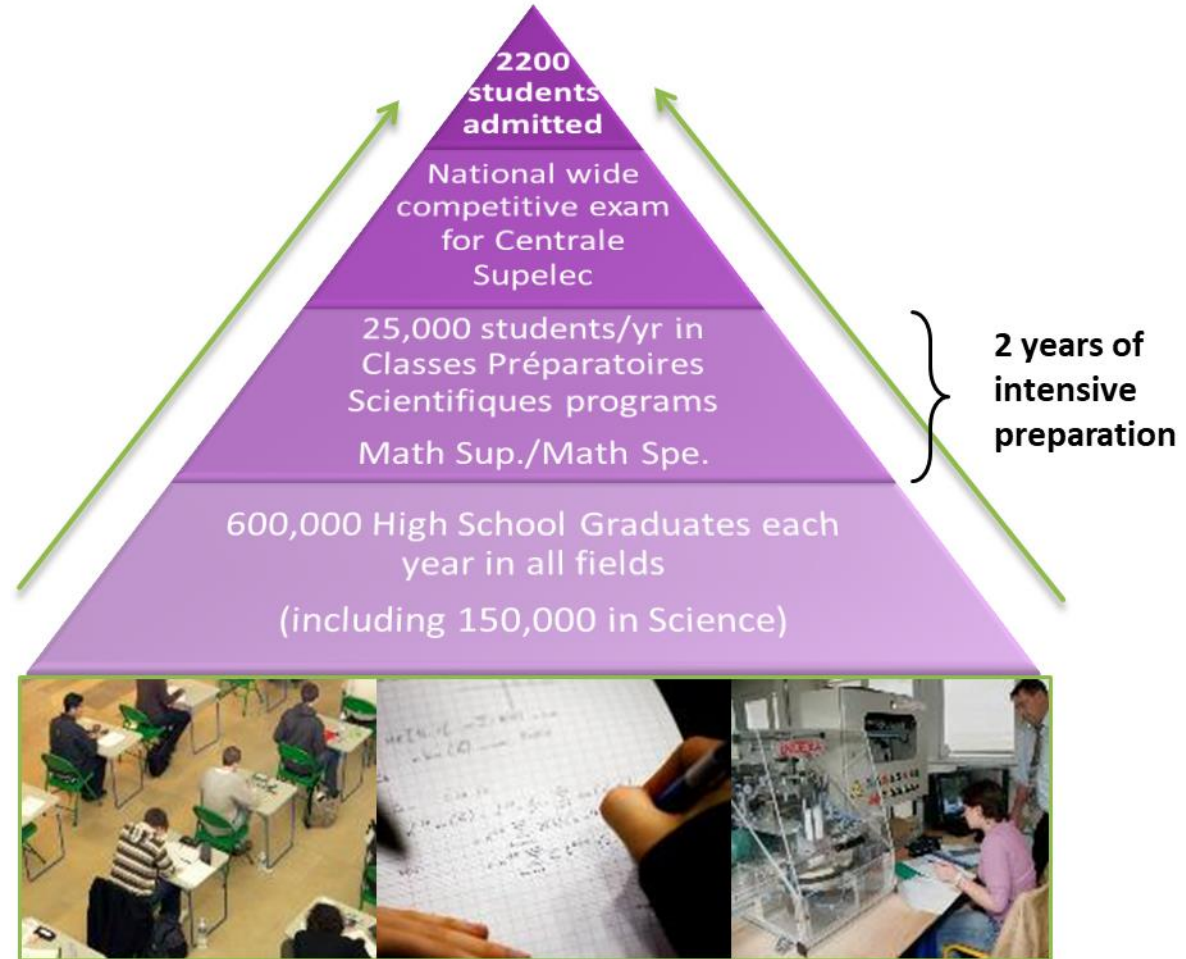 2200
students
admitted
National wide
competitive exam
for Centrale
Supelec
25,000 students/yr in
Classes Préparatoires
Scientifiques programs
Math Sup./Math Spe.
2 years of
intensive
preparation
600,000 High School Graduates each
year in all fields
(including 150,000 in Science)